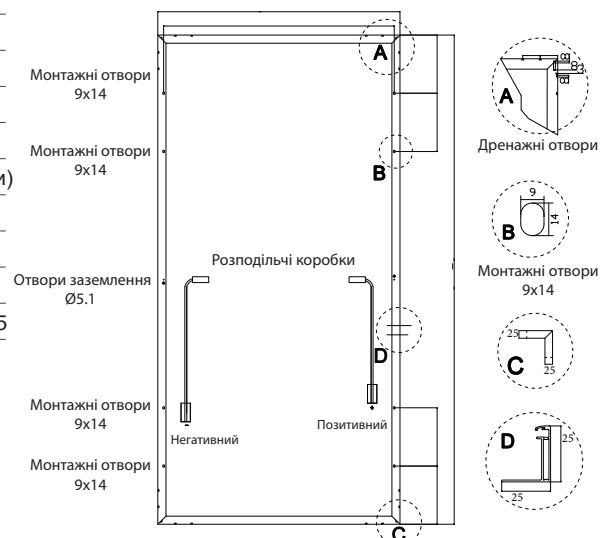 Монтажні отвори
9x14
Монтажні отвори
9x14
и)
Отвори заземлення
Ø5.1
5
Монтажні отвори
9x14
Монтажні отвори
9x14
Розподільчі коробки
Негативний
Позитивний
A
B
D
C
A
Дренажні отвори
9
14
B
Монтажні отвори
9x14
25
25
C
D
25
25